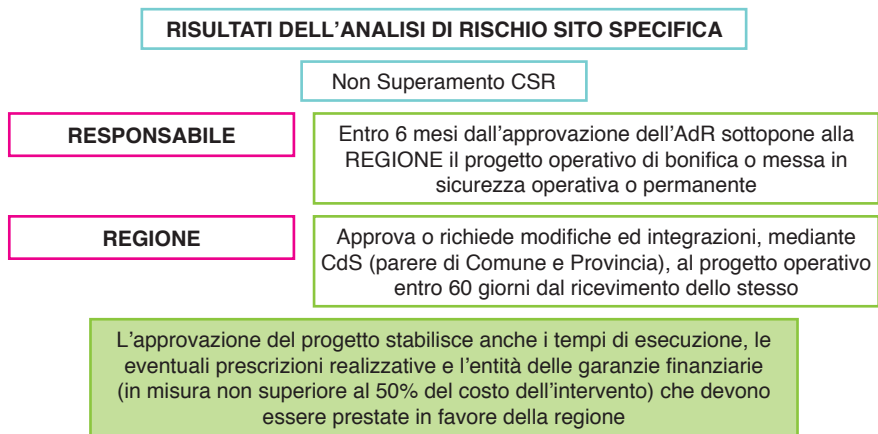 RISULTATI DELL'ANALISI DI RISCHIO SITO SPECIFICA
Non Superamento CSR
RESPONSABILE
Entro 6 mesi dall'approvazione dell'AdR sottopone alla
REGIONE il progetto operativo di bonifica o messa in
sicurezza operativa o permanente
REGIONE
Approva o richiede modifiche ed integrazioni, mediante
CdS (parere di Comune e Provincia), al progetto operativo
entro 60 giorni dal ricevimento dello stesso
L'approvazione del progetto stabilisce anche i tempi di esecuzione, le
eventuali prescrizioni realizzative e l'entità delle garanzie finanziarie
(in misura non superiore al 50% del costo dell'intervento) che devono
essere prestate in favore della regione